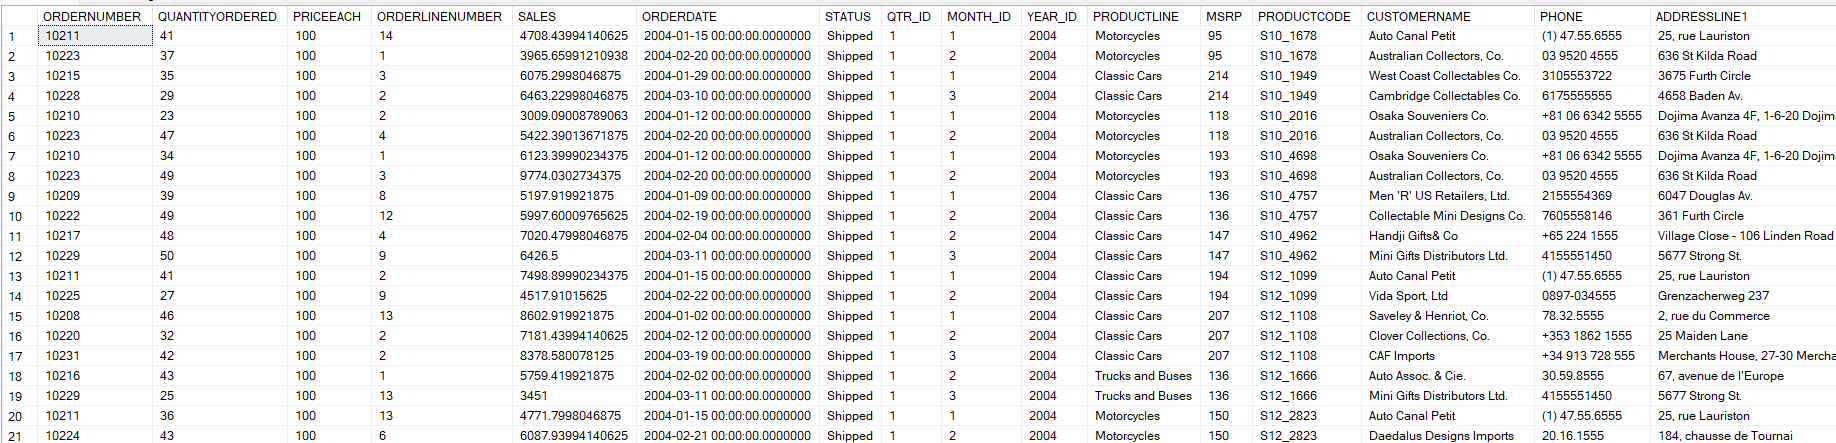 ORDERNUMBER QUANTITYORDERED PRICEEACH ORDERLINENUMBER SALES ORDERDATE STATUS QTR_ID MONTH_ID YEAR_ID PRODUCTLINE MSRP PRODUCTCODE CUSTOMERNAME PHONE ADDRESSLINE1
1 10211 41 100 14 4708.43994140625 2004-01-15 00:00:00.0000000 Shipped 1 1 2004 Motorcycles 95 S10_1678 Auto Canal Petit (1) 47.55.6555 25, rue Lauriston
2 10223 37 100 1 3965.65991210938 2004-02-20 00:00:00.0000000 Shipped 1 2 2004 Motorcycles 95 S10_1678 Australian Collectors, Co. 03 9520 4555 636 St Kilda Road
3 10215 35 100 3 6075.2998046875 2004-01-29 00:00:00.0000000 Shipped 1 1 2004 Classic Cars 214 S10_1949 West Coast Collectables Co. 3105553722 3675 Furth Circle
4 10228 29 100 2 6463.22998046875 2004-03-10 00:00:00.0000000 Shipped 1 3 2004 Classic Cars 214 S10_1949 Cambridge Collectables Co. 6175555555 4658 Baden Av.
5 10210 23 100 2 3009.09008789063 2004-01-12 00:00:00.0000000 Shipped 1 1 2004 Motorcycles 118 S10_2016 Osaka Souveniers Co. +81 06 6342 5555 Dojima Avanza 4F, 1-6-20 Dojim
6 10223 47 100 4 5422.39013671875 2004-02-20 00:00:00.0000000 Shipped 1 2 2004 Motorcycles 118 S10_2016 Australian Collectors, Co. 03 9520 4555 636 St Kilda Road
7 10210 34 100 1 6123.39990234375 2004-01-12 00:00:00.0000000 Shipped 1 1 2004 Motorcycles 193 S10_4698 Osaka Souveniers Co. +81 06 6342 5555 Dojima Avanza 4F, 1-6-20 Dojim
8 10223 49 100 3 9774.0302734375 2004-02-20 00:00:00.0000000 Shipped 1 2 2004 Motorcycles 193 S10_4698 Australian Collectors, Co. 03 9520 4555 636 St Kilda Road
9 10209 39 100 8 5197.919921875 2004-01-09 00:00:00.0000000 Shipped 1 1 2004 Classic Cars 136 S10_4757 Men 'R' US Retailers, Ltd. 2155554369 6047 Douglas Av.
10 10222 49 100 12 5997.60009765625 2004-02-19 00:00:00.0000000 Shipped 1 2 2004 Classic Cars 136 S10_4757 Collectable Mini Designs Co. 7605558146 361 Furth Circle
11 10217 48 100 4 7020.47998046875 2004-02-04 00:00:00.0000000 Shipped 1 2 2004 Classic Cars 147 S10_4962 Handji Gifts& Co +65 224 1555 Village Close - 106 Linden Road
12 10229 50 100 9 6426.5 2004-03-11 00:00:00.0000000 Shipped 1 3 2004 Classic Cars 147 S10_4962 Mini Gifts Distributors Ltd. 4155551450 5677 Strong St.
13 10211 41 100 2 7498.89990234375 2004-01-15 00:00:00.0000000 Shipped 1 1 2004 Classic Cars 194 S12_1099 Auto Canal Petit (1) 47.55.6555 25, rue Lauriston
14 10225 27 100 9 4517.91015625 2004-02-22 00:00:00.0000000 Shipped 1 2 2004 Classic Cars 194 S12_1099 Vida Sport, Ltd 0897-034555 Grenzacherweg 237
15 10208 46 100 13 8602.919921875 2004-01-02 00:00:00.0000000 Shipped 1 1 2004 Classic Cars 207 S12_1108 Saveley & Henriot, Co. 78.32.5555 2, rue du Commerce
16 10220 32 100 2 7181.43994140625 2004-02-12 00:00:00.0000000 Shipped 1 2 2004 Classic Cars 207 S12_1108 Clover Collections, Co. +353 1862 1555 25 Maiden Lane
17 10231 42 100 2 8378.580078125 2004-03-19 00:00:00.0000000 Shipped 1 3 2004 Classic Cars 207 S12_1108 CAF Imports +34 913 728 555 Merchants House, 27-30 Mercha
18 10216 43 100 1 5759.419921875 2004-02-02 00:00:00.0000000 Shipped 1 2 2004 Trucks and Buses 136 S12_1666 Auto Assoc. & Cie. 30.59.8555 67, avenue de l'Europe
19 10229 25 100 13 3451 2004-03-11 00:00:00.0000000 Shipped 1 3 2004 Trucks and Buses 136 S12_1666 Mini Gifts Distributors Ltd. 4155551450 5677 Strong St.
20 10211 36 100 13 4771.7998046875 2004-01-15 00:00:00.0000000 Shipped 1 1 2004 Motorcycles 150 S12_2823 Auto Canal Petit (1) 47.55.6555 25, rue Lauriston
21 10224 43 100 6 6087.93994140625 2004-02-21 00:00:00.0000000 Shipped 1 2 2004 Motorcycles 150 S12_2823 Daedalus Designs Imports 20.16.1555 184, chausse de Tournai